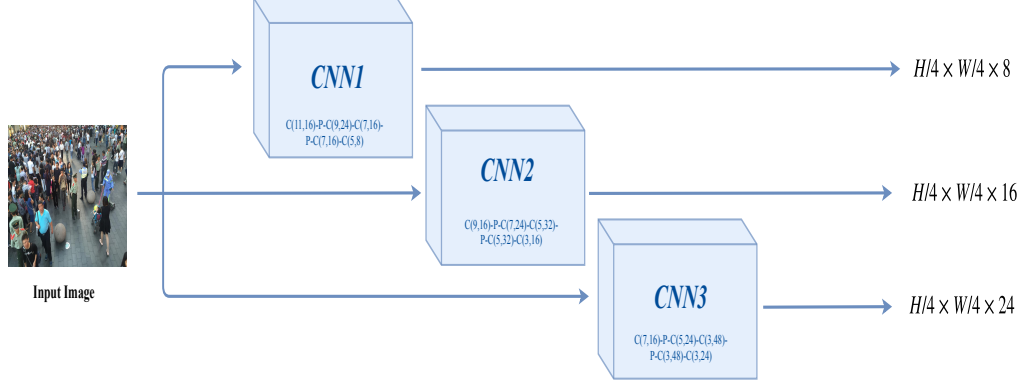 CNN1
C(11,16)-P-C(9,24)-C(7,16)-
P-C(7,16)-C(5,8)
H/4 × W/4 × 8
CNN2
C(9,16)-P-C(7,24)-C(5,32)-
P-C(5,32)-C(3,16)
H/4 × W/4 × 16
Input Image
CNN3
C(7,16)-P-C(5,24)-C(3,48)-
P-C(3,48)-C(3,24)
H/4 × W/4 × 24